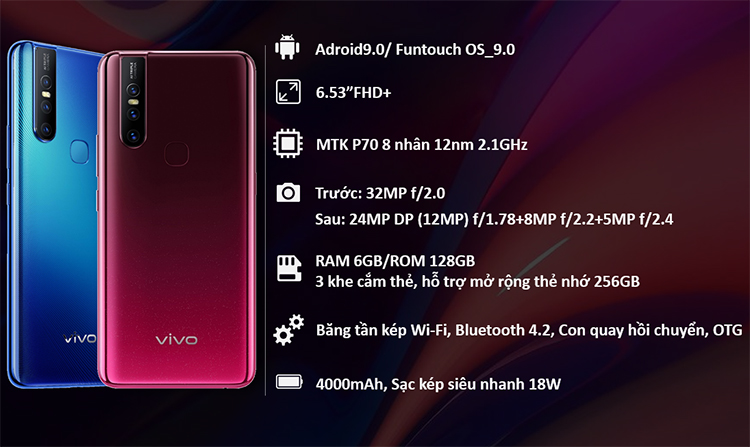 Adroid9.0/ Funtouch OS_9.0
6.53”FHD+
MTK P70 8 nhân 12nm 2.1GHz
Trước: 32MP f/2.0
Sau: 24MP DP (12MP) f/1.78+8MP f/2.2+5MP f/2.4
RAM 6GB/ROM 128GB
3 khe cắm thẻ, hỗ trợ mở rộng thẻ nhớ 256GB
Băng tần kép Wi-Fi, Bluetooth 4.2, Con quay hồi chuyển, OTG
4000mAh, Sạc kép siêu nhanh 18W
vivo
vivo